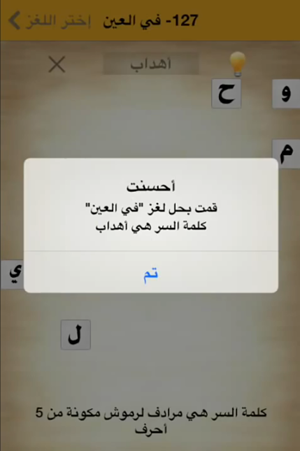 127- في العين
إختر اللغز
أهداب
ح
و
م
أحسنت
قمت بحل لغز "في العين"
كلمة السر هي أهداب
تم
ي
ل
كلمة السر هي مرادف لرموش مكونة من 5
أحرف